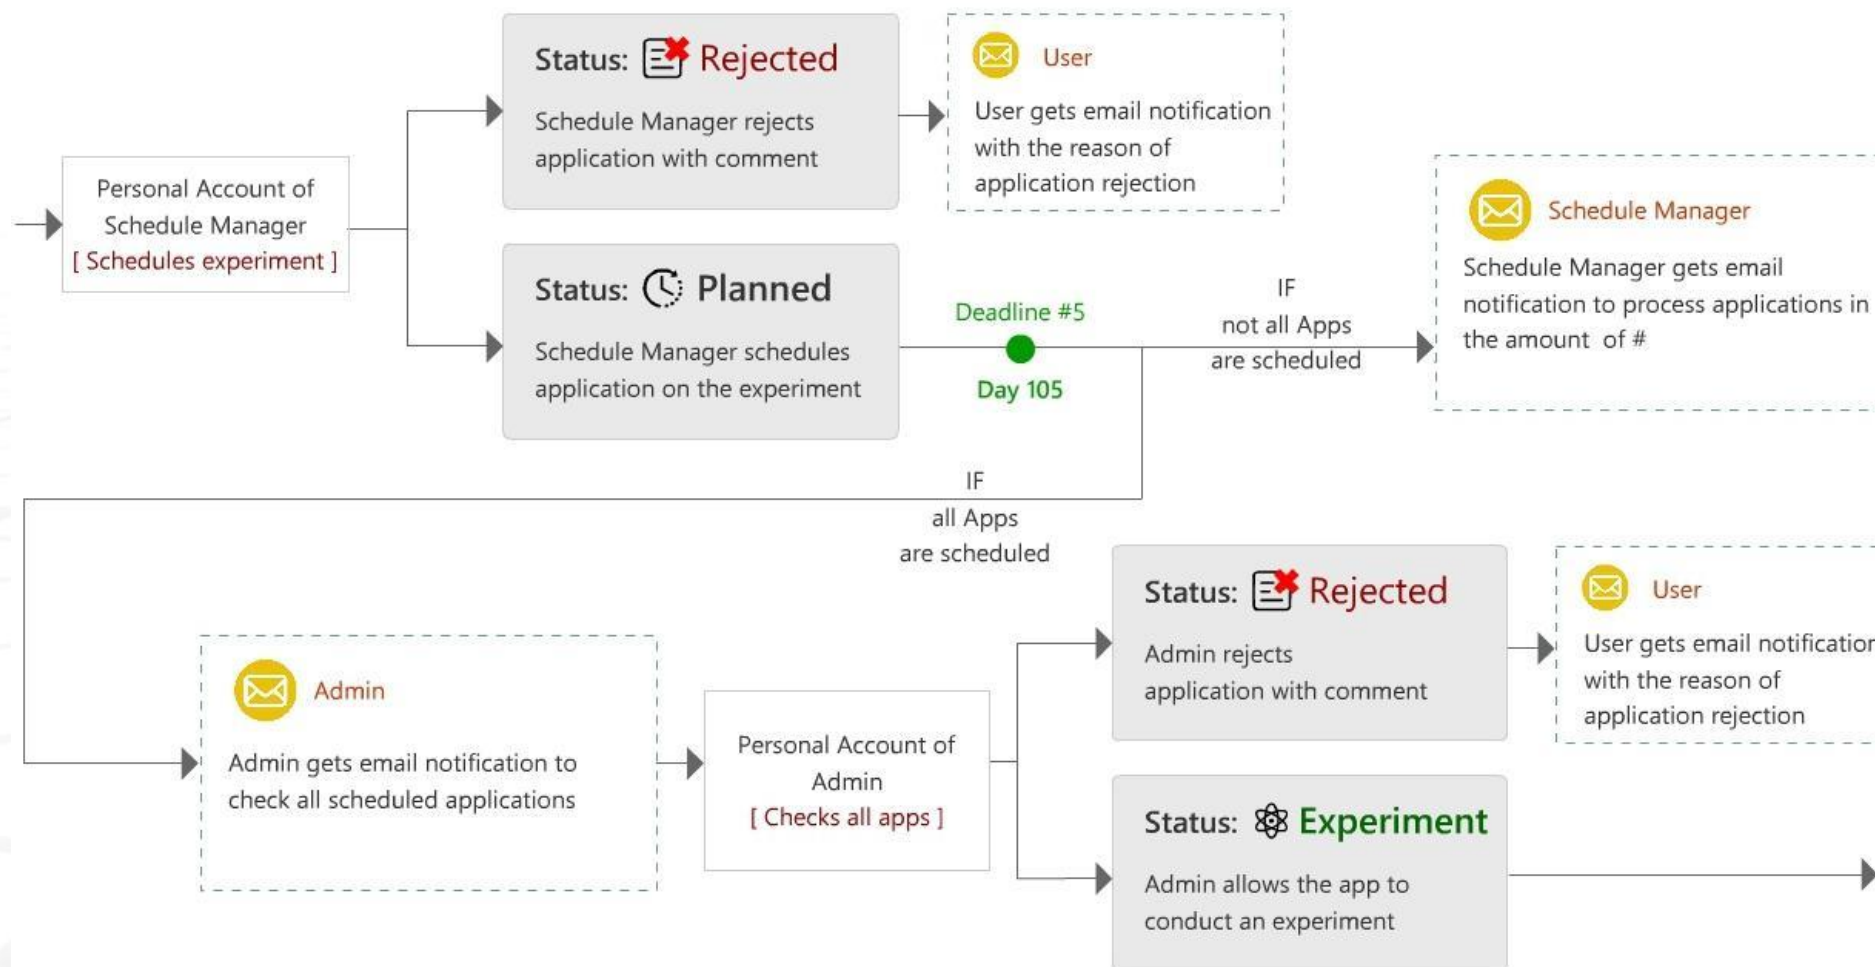 Status: Rejected
Schedule Manager rejects
application with comment
User
User gets email notification
with the reason of
application rejection
Personal Account of
Schedule Manager
[ Schedules experiment ]
Status: Planned
Schedule Manager schedules
application on the experiment
Deadline #5
Day 105
IF
not all Apps
are scheduled
Schedule Manager
Schedule Manager gets email
notification to process applications in
the amount of #
IF
all Apps
are scheduled
Admin
Admin gets email notification to
check all scheduled applications
Personal Account of
Admin
[ Checks all apps ]
Status: Rejected
Admin rejects
application with comment
User
User gets email notification
with the reason of
application rejection
Status: Experiment
Admin allows the app to
conduct an experiment